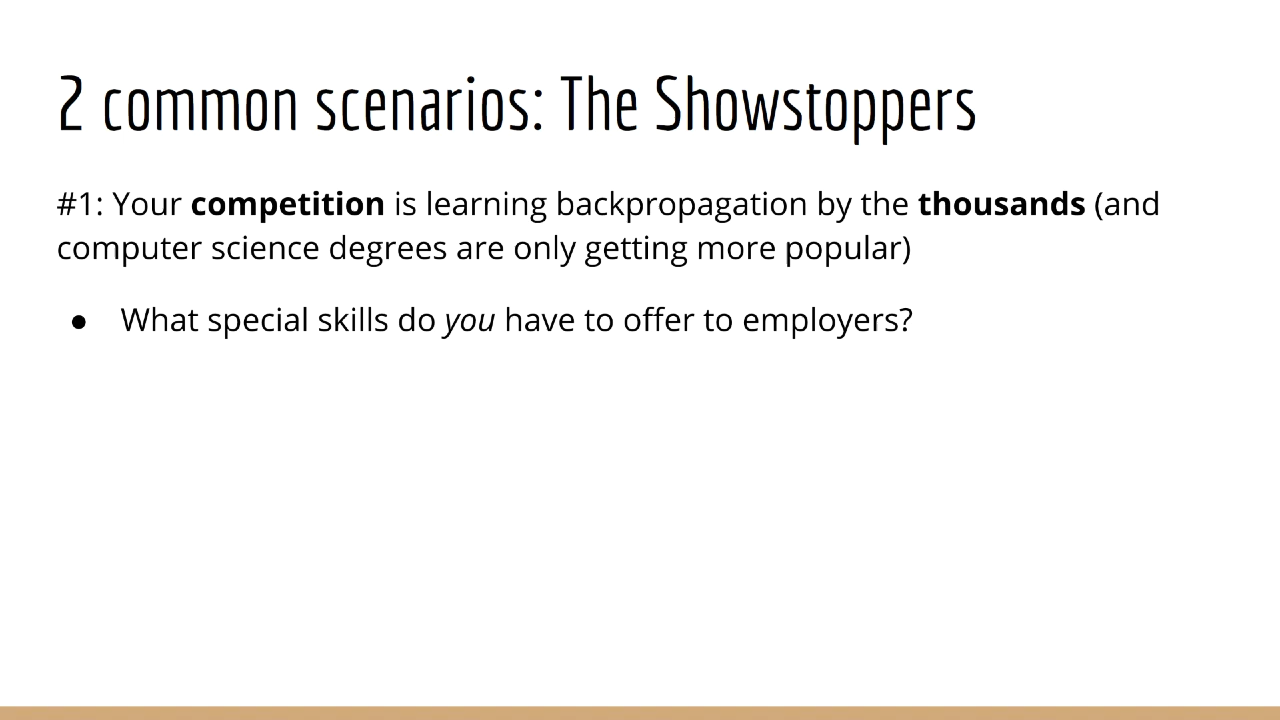 2 common scenarios: The Showstoppers
#1: Your competition is learning backpropagation by the thousands (and
computer science degrees are only getting more popular)
● What special skills do you have to offer to employers?